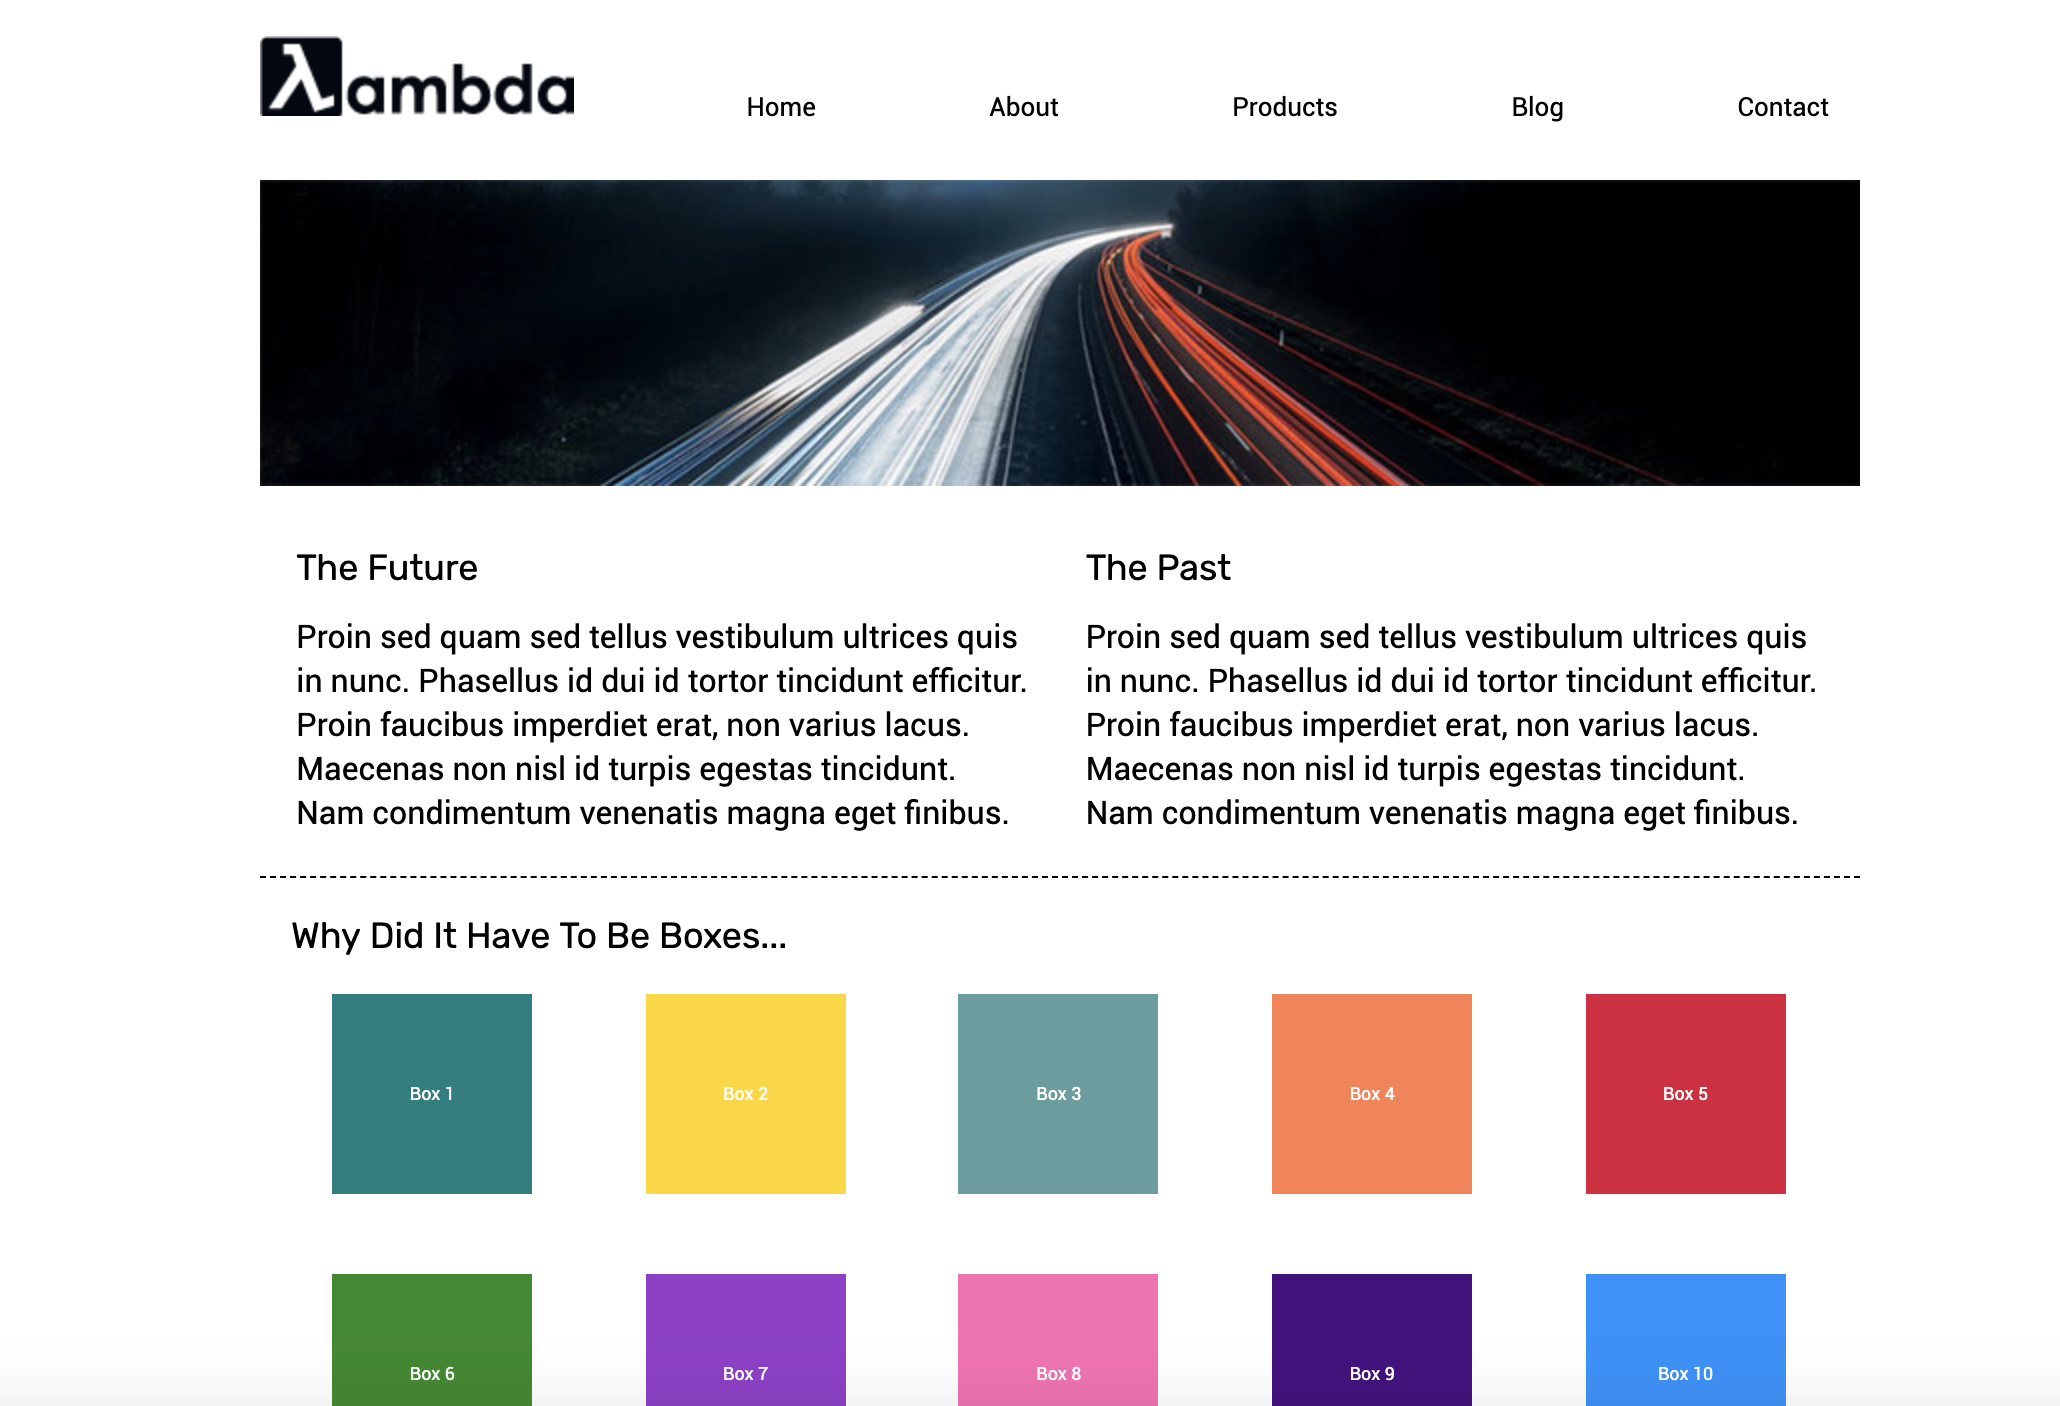 λambda
Home About Products Blog Contact
The Future
Proin sed quam sed tellus vestibulum ultrices quis
in nunc. Phasellus id dui id tortor tincidunt efficitur.
Proin faucibus imperdiet erat, non varius lacus.
Maecenas non nisl id turpis egestas tincidunt.
Nam condimentum venenatis magna eget finibus.
The Past
Proin sed quam sed tellus vestibulum ultrices quis
in nunc. Phasellus id dui id tortor tincidunt efficitur.
Proin faucibus imperdiet erat, non varius lacus.
Maecenas non nisl id turpis egestas tincidunt.
Nam condimentum venenatis magna eget finibus.
Why Did It Have To Be Boxes...
Box 1 Box 2 Box 3 Box 4 Box 5
Box 6 Box 7 Box 8 Box 9 Box 10